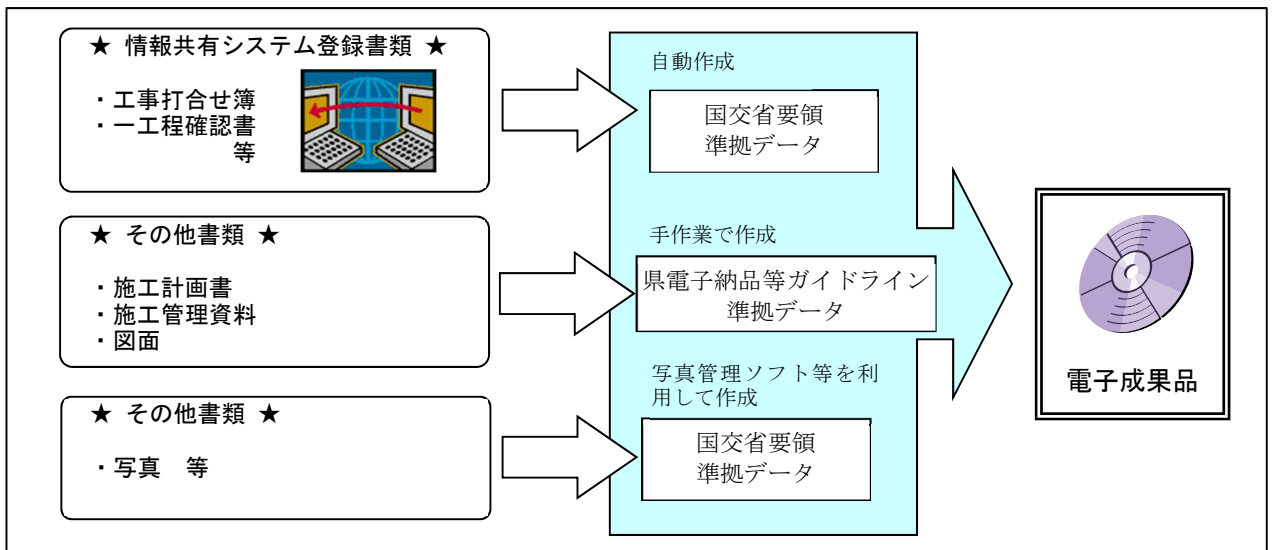 ★ 情報共有システム登録書類 ★
・工事打合せ簿
・一工程確認書
等
自動作成
国交省要領
準拠データ
★ その他書類 ★
・施工計画書
・施工管理資料
・図面
手作業で作成
県電子納品等ガイドライン
準拠データ
★ その他書類 ★
・写真　等
写真管理ソフト等を利
用して作成
国交省要領
準拠データ
電子成果品